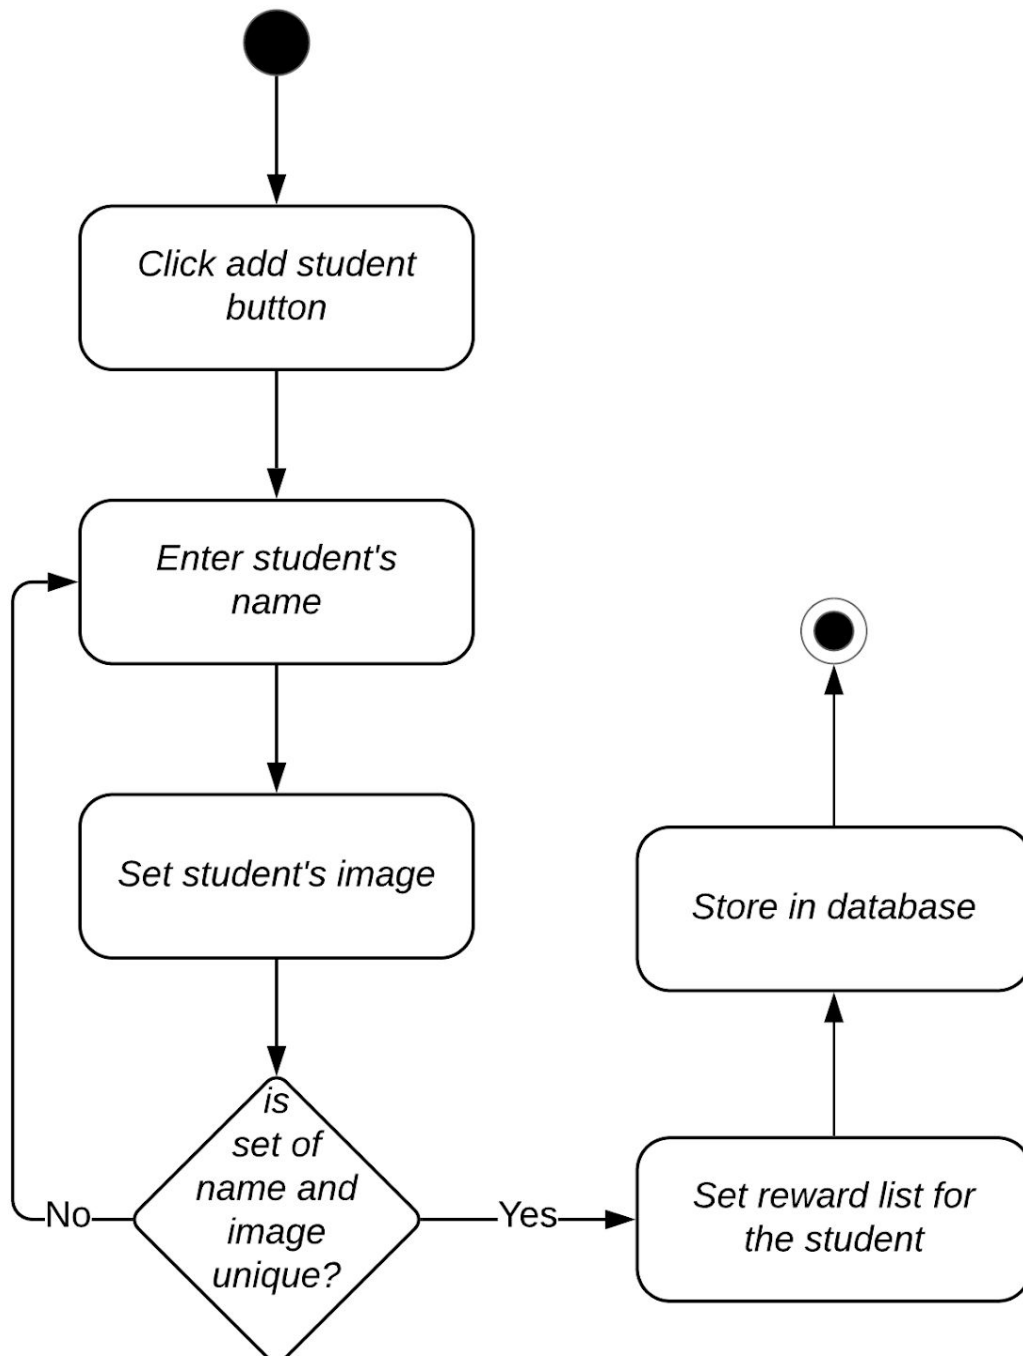 Click add student
button
Enter student's
name
Set student's image
is
set of
name and
image
unique?
No
Yes
Set reward list for
the student
Store in database